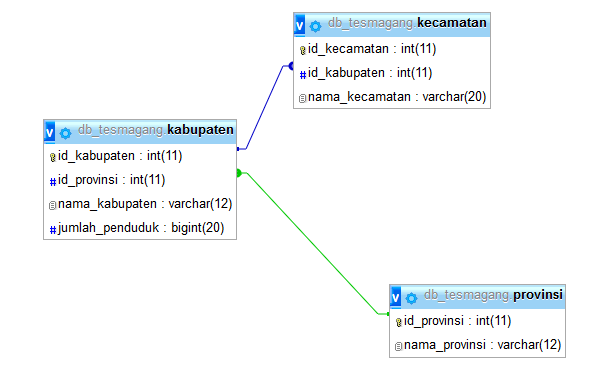 db_tesmagang.kecamatan
id_kecamatan : int(11)
id_kabupaten : int(11)
nama_kecamatan : varchar(20)
db_tesmagang.kabupaten
id_kabupaten : int(11)
id_provinsi : int(11)
nama_kabupaten : varchar(12)
jumlah_penduduk : bigint(20)
db_tesmagang.provinsi
id_provinsi : int(11)
nama_provinsi : varchar(12)